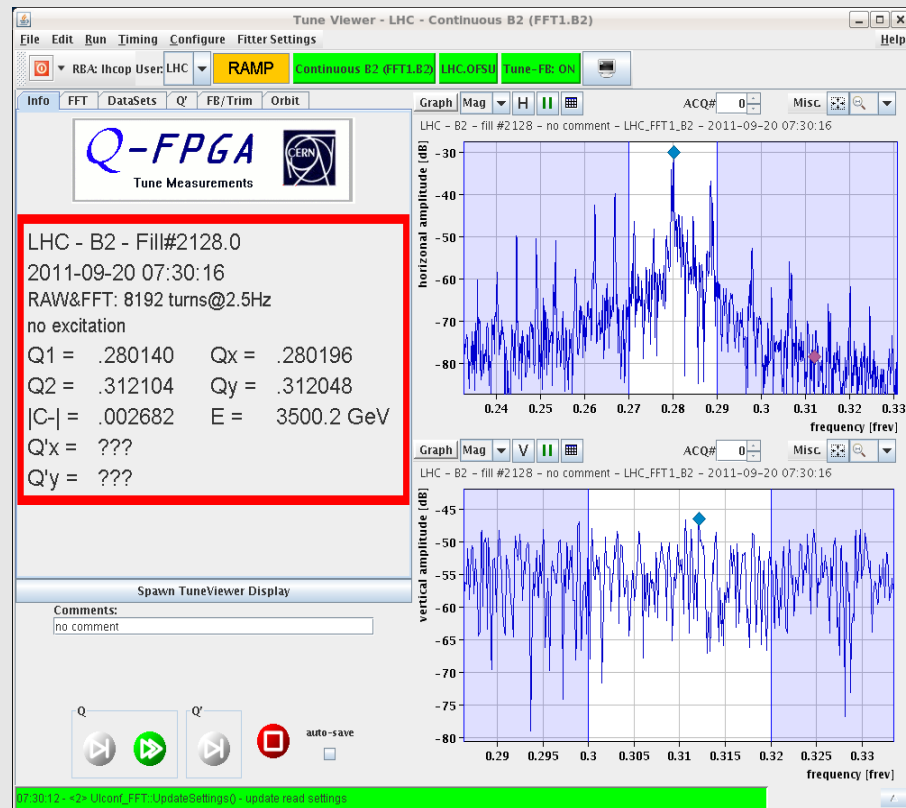 Tune Viewer - LHC - Continuous B2 (FFT1.B2)
File Edit Run Timing Configure Fitter Settings Help
RBA: lhcop User: LHC RAMP Continuous B2 (FFT1.B2) LHC.OFSU Tune-FB: ON
Info FFT DataSets Q' FB/Trim Orbit
Q-FPGA
Tune Measurements
CERN
LHC - B2 - Fill#2128.0
2011-09-20 07:30:16
RAW&FFT: 8192 turns@2.5Hz
no excitation
Q1 = .280140 Qx = .280196
Q2 = .312104 Qy = .312048
|C-| = .002682 E = 3500.2 GeV
Q'x = ???
Q'y = ???
Spawn TuneViewer Display
Comments:
no comment
Q Q'
auto-save
Graph Mag H ACQ# 0 Misc.
LHC - B2 - fill #2128 - no comment - LHC_FFT1_B2 - 2011-09-20 07:30:16
horizonal amplitude [dB]
-30
-40
-50
-60
-70
-80
0.24 0.25 0.26 0.27 0.28 0.29 0.3 0.31 0.32 0.33
frequency [frev]
Graph Mag V ACQ# 0 Misc.
LHC - B2 - fill #2128 - no comment - LHC_FFT1_B2 - 2011-09-20 07:30:16
vertical amplitude [dB]
-45
-50
-55
-60
-65
-70
-75
-80
0.29 0.295 0.3 0.305 0.31 0.315 0.32 0.325 0.33
frequency [frev]
07:30:12 - <2> UIconf_FFT::UpdateSettings() - update read settings